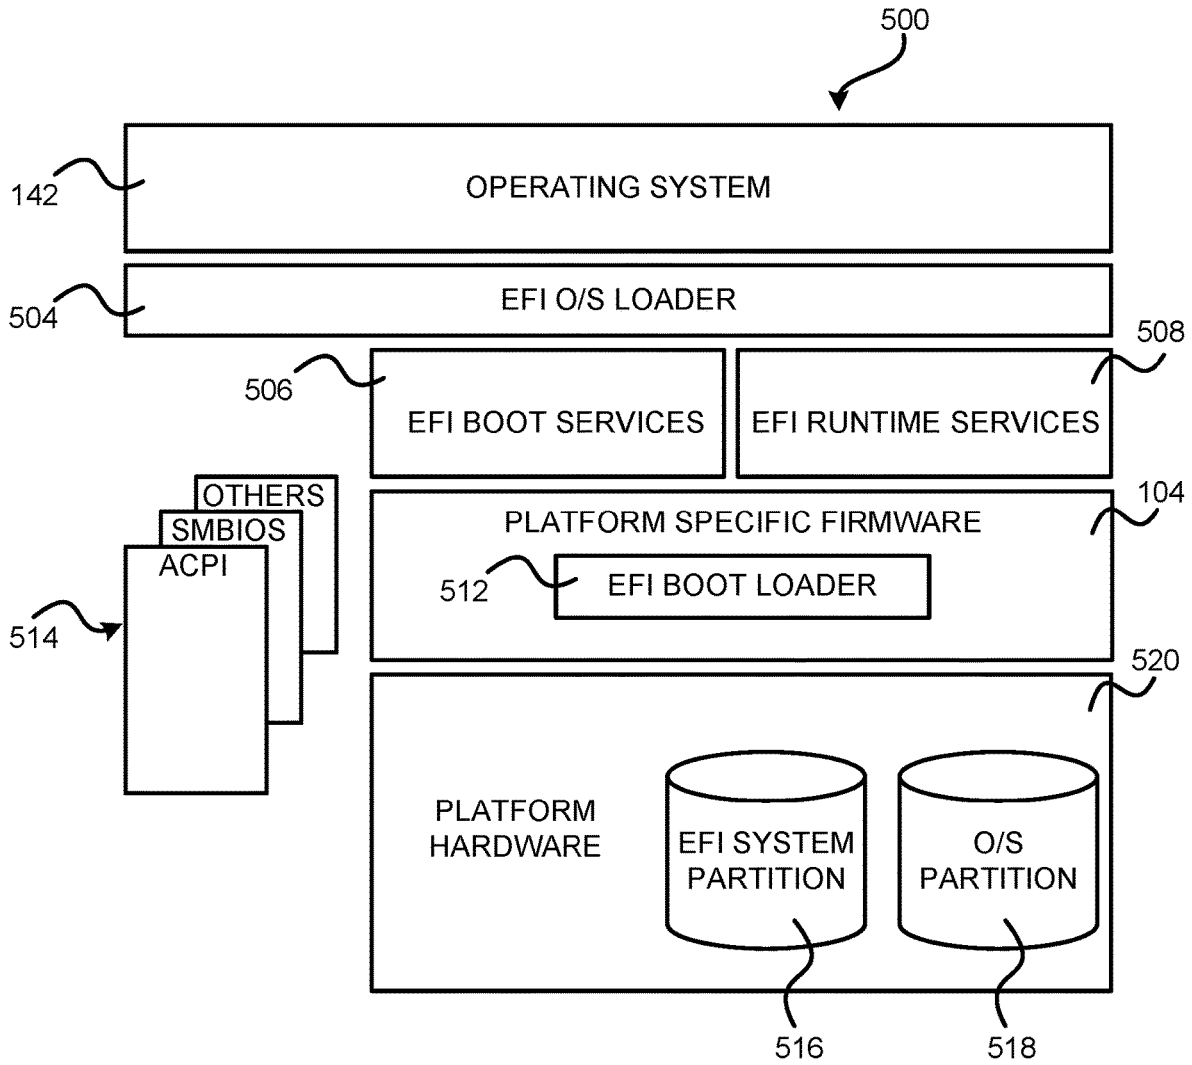 500
142
OPERATING SYSTEM
504
EFI O/S LOADER
506
508
EFI BOOT SERVICES
EFI RUNTIME SERVICES
OTHERS
SMBIOS
ACPI
514
104
PLATFORM SPECIFIC FIRMWARE
512
EFI BOOT LOADER
520
PLATFORM
HARDWARE
EFI SYSTEM
PARTITION
O/S
PARTITION
516
518